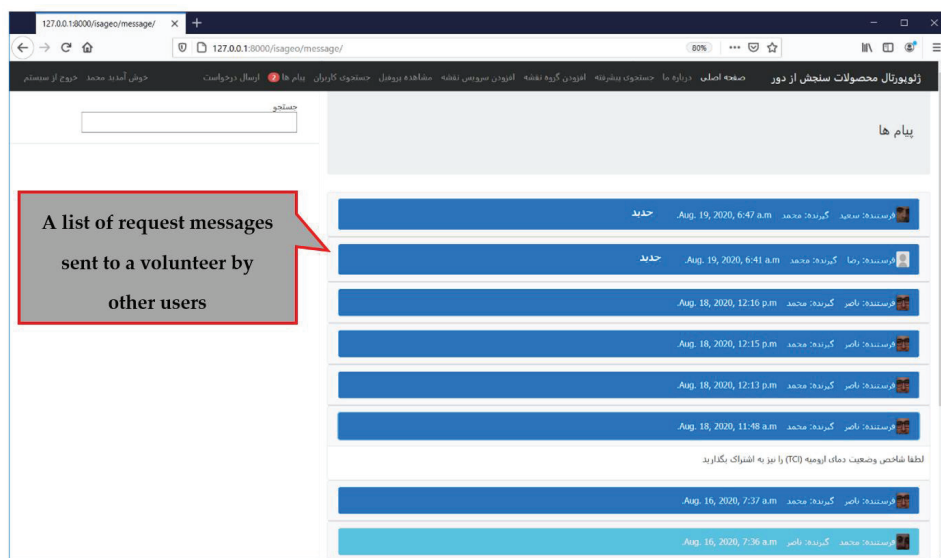 127.0.0.1:8000/isageo/message/
127.0.0.1:8000/isageo/message/
80%
ژئوپورتال محصولات سنجش از دور صفحه اصلی درباره ما جستجوی پیشرفته افزودن گروه نقشه افزودن سرویس نقشه مشاهده پروفیل جستجوی کاربران پیام ها 2 ارسال درخواست خوش آمدید محمد خروج از سیستم
جستجو
پیام ها
A list of request messages
sent to a volunteer by
other users
فرستنده: سعید گیرنده: محمد Aug. 19, 2020, 6:47 a.m. جدید
فرستنده: رضا گیرنده: محمد Aug. 19, 2020, 6:41 a.m. جدید
فرستنده: ناصر گیرنده: محمد Aug. 18, 2020, 12:16 p.m.
فرستنده: ناصر گیرنده: محمد Aug. 18, 2020, 12:15 p.m.
فرستنده: ناصر گیرنده: محمد Aug. 18, 2020, 12:13 p.m.
فرستنده: ناصر گیرنده: محمد Aug. 18, 2020, 11:48 a.m.
لطفا شاخص وضعیت دمای ارومیه (TCI) را نیز به اشتراک بگذارید
فرستنده: ناصر گیرنده: محمد Aug. 16, 2020, 7:37 a.m.
فرستنده: محمد گیرنده: ناصر Aug. 16, 2020, 7:36 a.m.